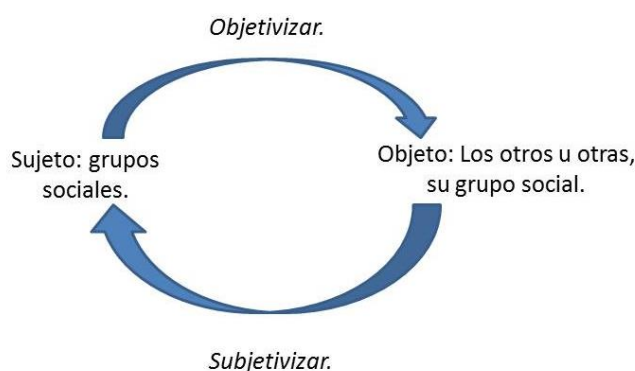 Objetivizar.
Sujeto: grupos
sociales.
Objeto: Los otros u otras,
su grupo social.
Subjetivizar.